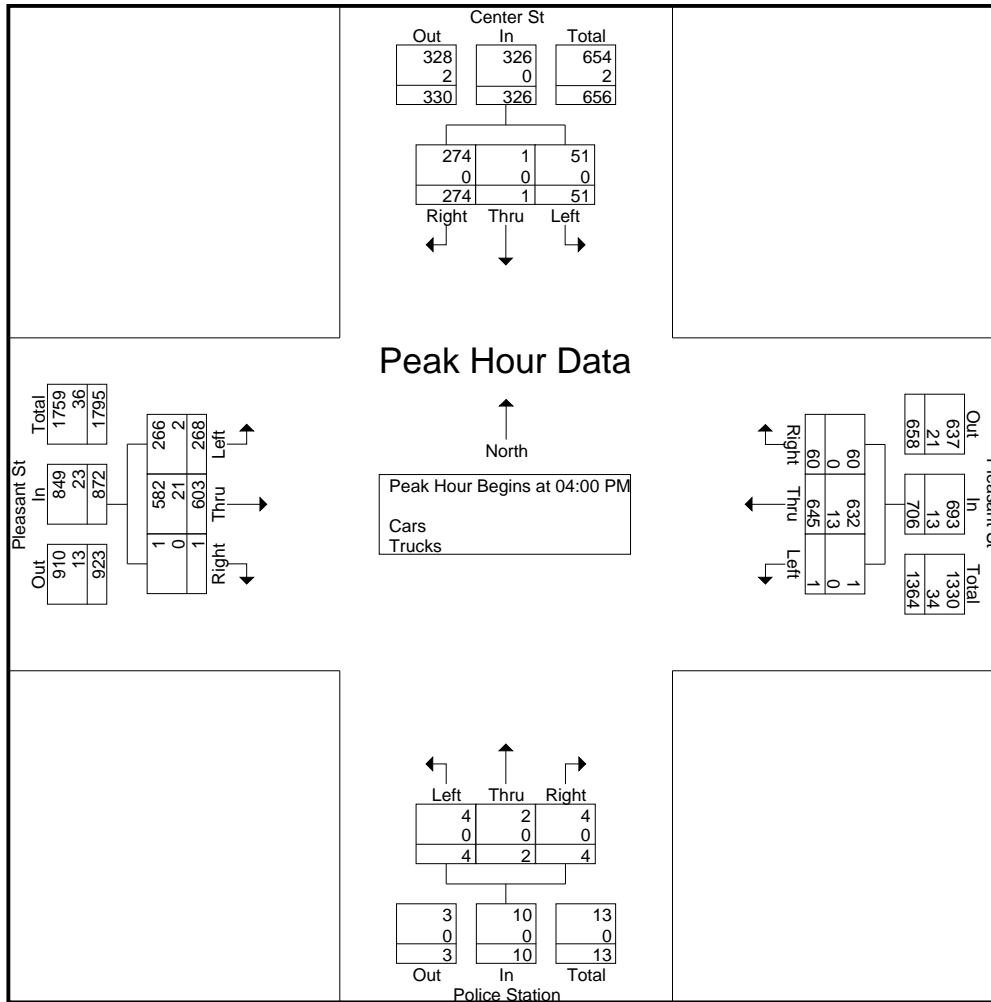 Center St
Out In Total
328 326 654
2 0 2
330 326 656
274 1 51
0 0 0
274 1 51
Right Thru Left
Peak Hour Data
North
Peak Hour Begins at 04:00 PM
Cars
Trucks
Pleasant St
Out In Total
910 849 1759
13 23 36
923 872 1795
Right Thru Left
1 582 266
0 21 2
1 603 268
Pleasant St
Out In Total
637 693 1330
21 13 34
658 706 1364
60 632 1
0 13 0
60 645 1
Right Thru Left
Left Thru Right
4 2 4
0 0 0
4 2 4
3 10 13
0 0 0
3 10 13
Out In Total
Police Station